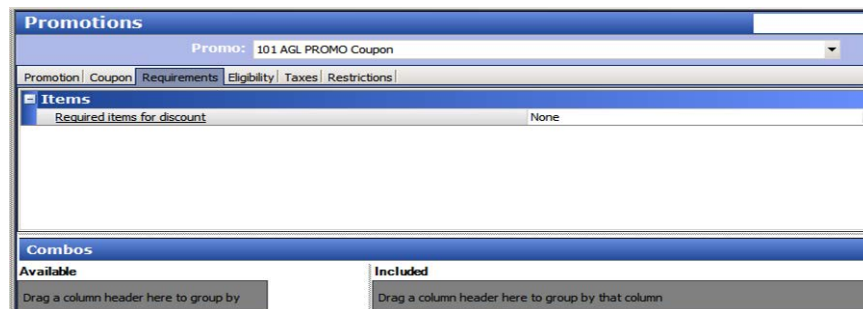 Promotions
Promo: 101 AGL PROMO Coupon
Promotion Coupon Requirements Eligibility Taxes Restrictions
Items
Required items for discount None
Combos
Available Included
Drag a column header here to group by Drag a column header here to group by that column